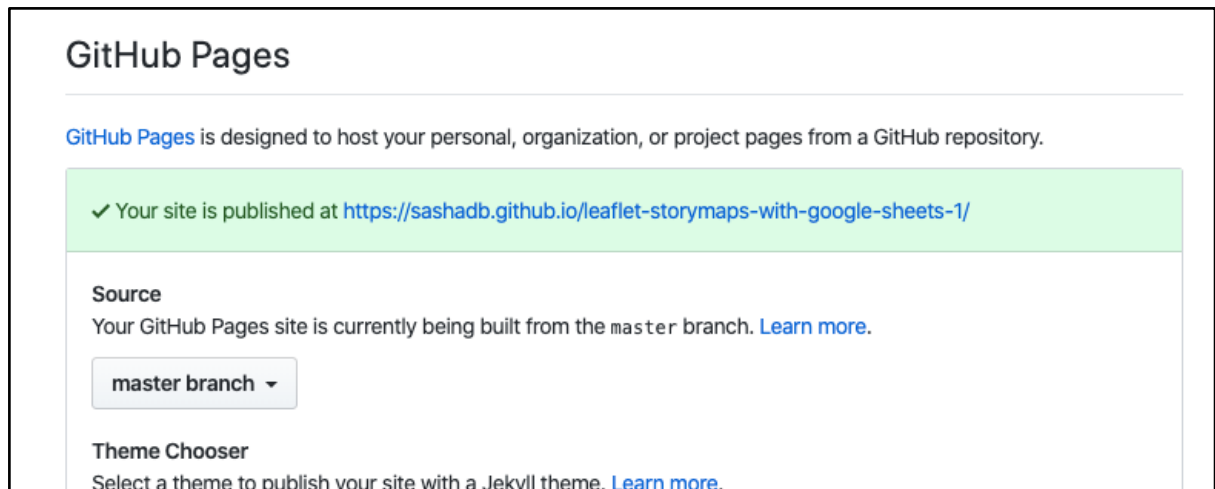 GitHub Pages
GitHub Pages is designed to host your personal, organization, or project pages from a GitHub repository.
✓ Your site is published at https://sashadb.github.io/leaflet-storymaps-with-google-sheets-1/
Source
Your GitHub Pages site is currently being built from the master branch. Learn more.
master branch
Theme Chooser
Select a theme to publish your site with a Jekyll theme. Learn more.